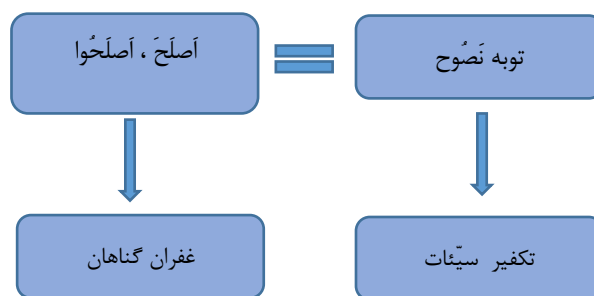 توبه نَصُوح
اَصلَحَ ، اَصلَحُوا
تکفیر سیّئات
غفران گناهان